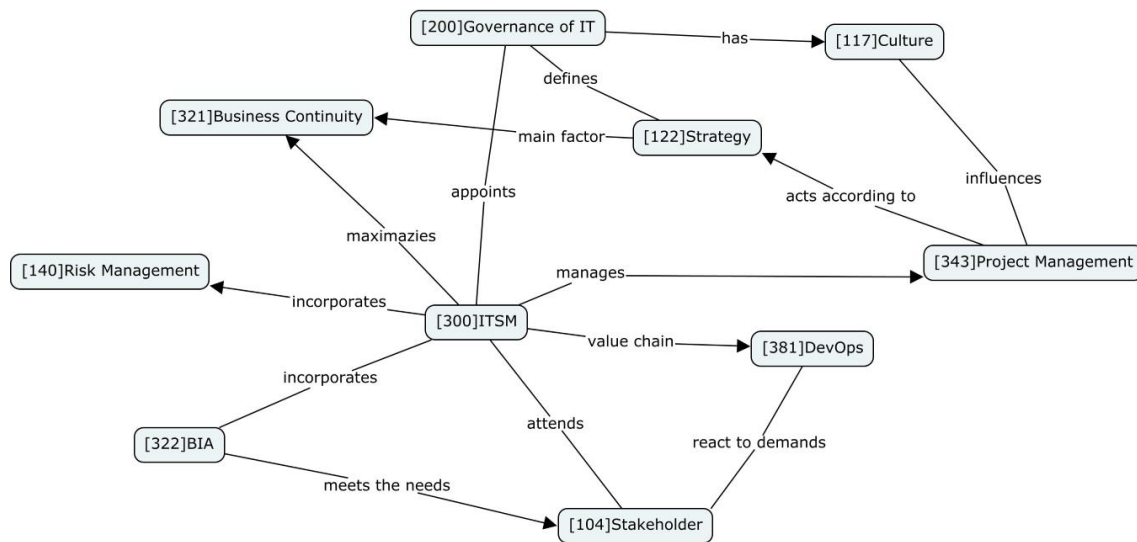 [200]Governance of IT
has
[117]Culture
defines
[321]Business Continuity
main factor
[122]Strategy
appoints
influences
acts according to
maximazies
[140]Risk Management
manages
[343]Project Management
incorporates
[300]ITSM
value chain
[381]DevOps
incorporates
attends
[322]BIA
react to demands
meets the needs
[104]Stakeholder